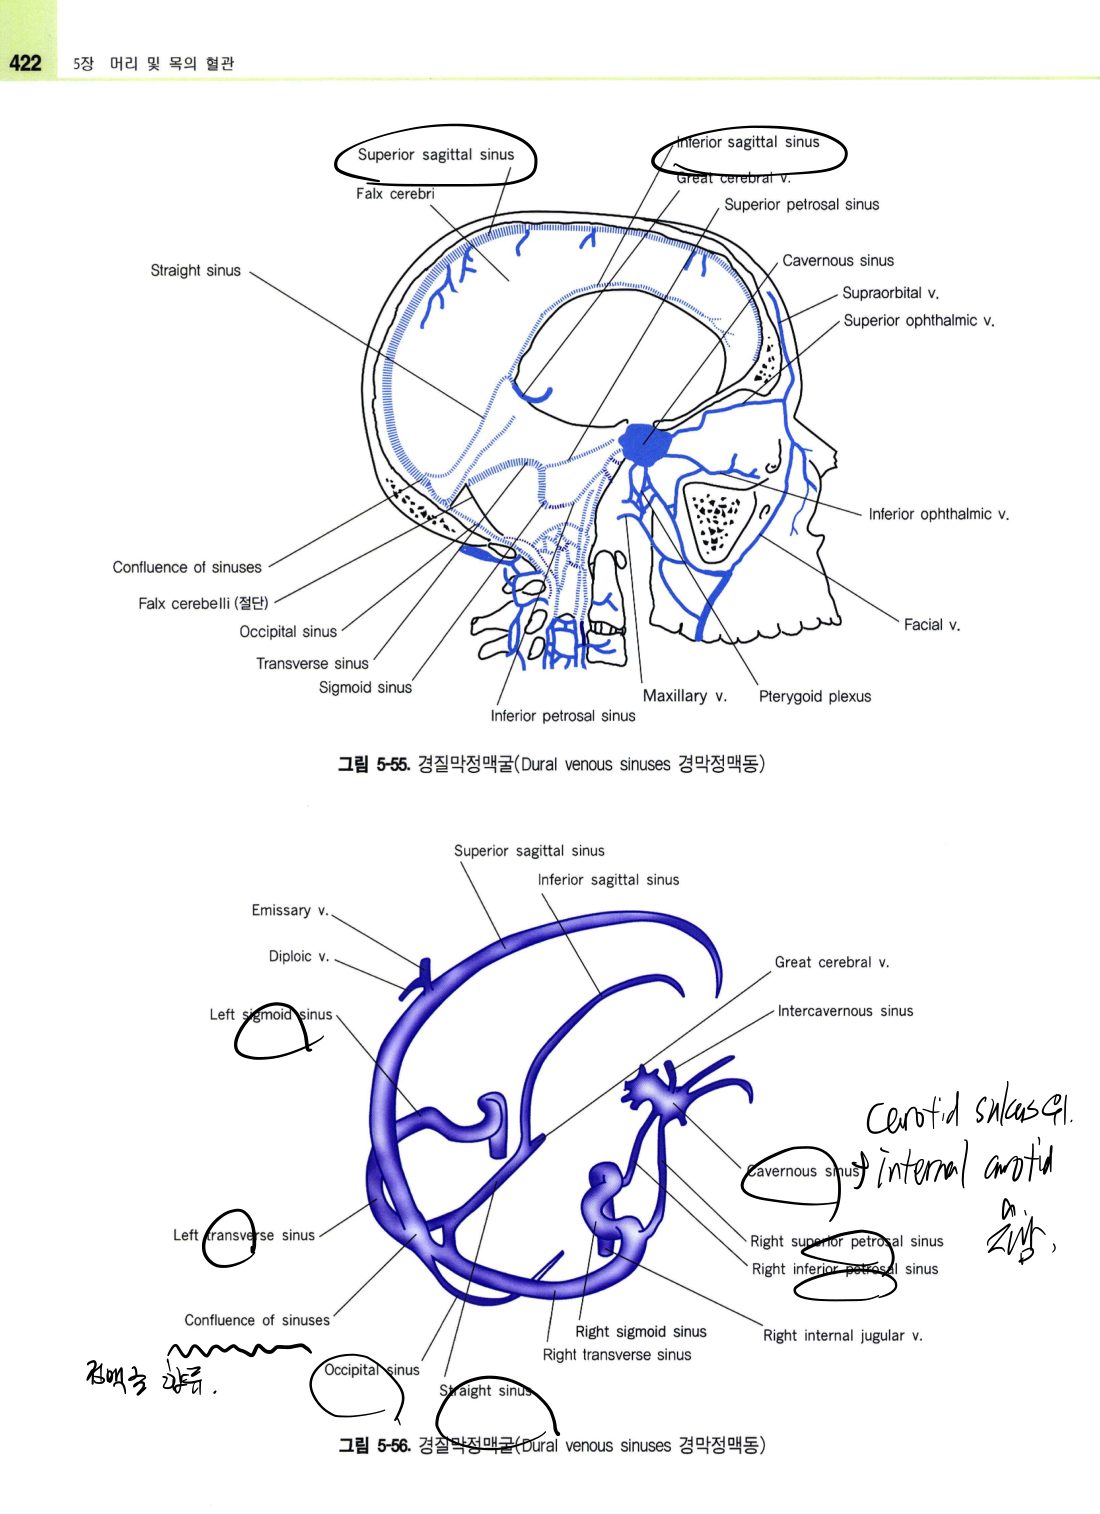 422 5장 머리 및 목의 혈관
Superior sagittal sinus
Inferior sagittal sinus
Great cerebral v.
Falx cerebri
Superior petrosal sinus
Straight sinus
Cavernous sinus
Supraorbital v.
Superior ophthalmic v.
Inferior ophthalmic v.
Confluence of sinuses
Falx cerebelli (절단)
Occipital sinus
Facial v.
Transverse sinus
Sigmoid sinus
Maxillary v.
Pterygoid plexus
Inferior petrosal sinus
그림 5-55. 경질막정맥굴(Dural venous sinuses 경막정맥동)
Superior sagittal sinus
Inferior sagittal sinus
Emissary v.
Diploic v.
Great cerebral v.
Left sigmoid sinus
Intercavernous sinus
Carotid sulcus
Cavernous sinus
internal carotid
Left transverse sinus
Right superior petrosal sinus
Right inferior petrosal sinus
Confluence of sinuses
Right sigmoid sinus
Right internal jugular v.
Right transverse sinus
정맥굴 합류.
Occipital sinus
Straight sinus
그림 5-56. 경질막정맥굴(Dural venous sinuses 경막정맥동)